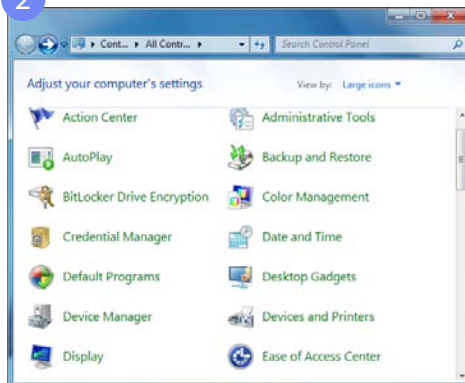 2
Cont... All Contr...
Search Control Panel
Adjust your computer's settings
View by: Large icons
Action Center
Administrative Tools
AutoPlay
Backup and Restore
BitLocker Drive Encryption
Color Management
Credential Manager
Date and Time
Default Programs
Desktop Gadgets
Device Manager
Devices and Printers
Display
Ease of Access Center